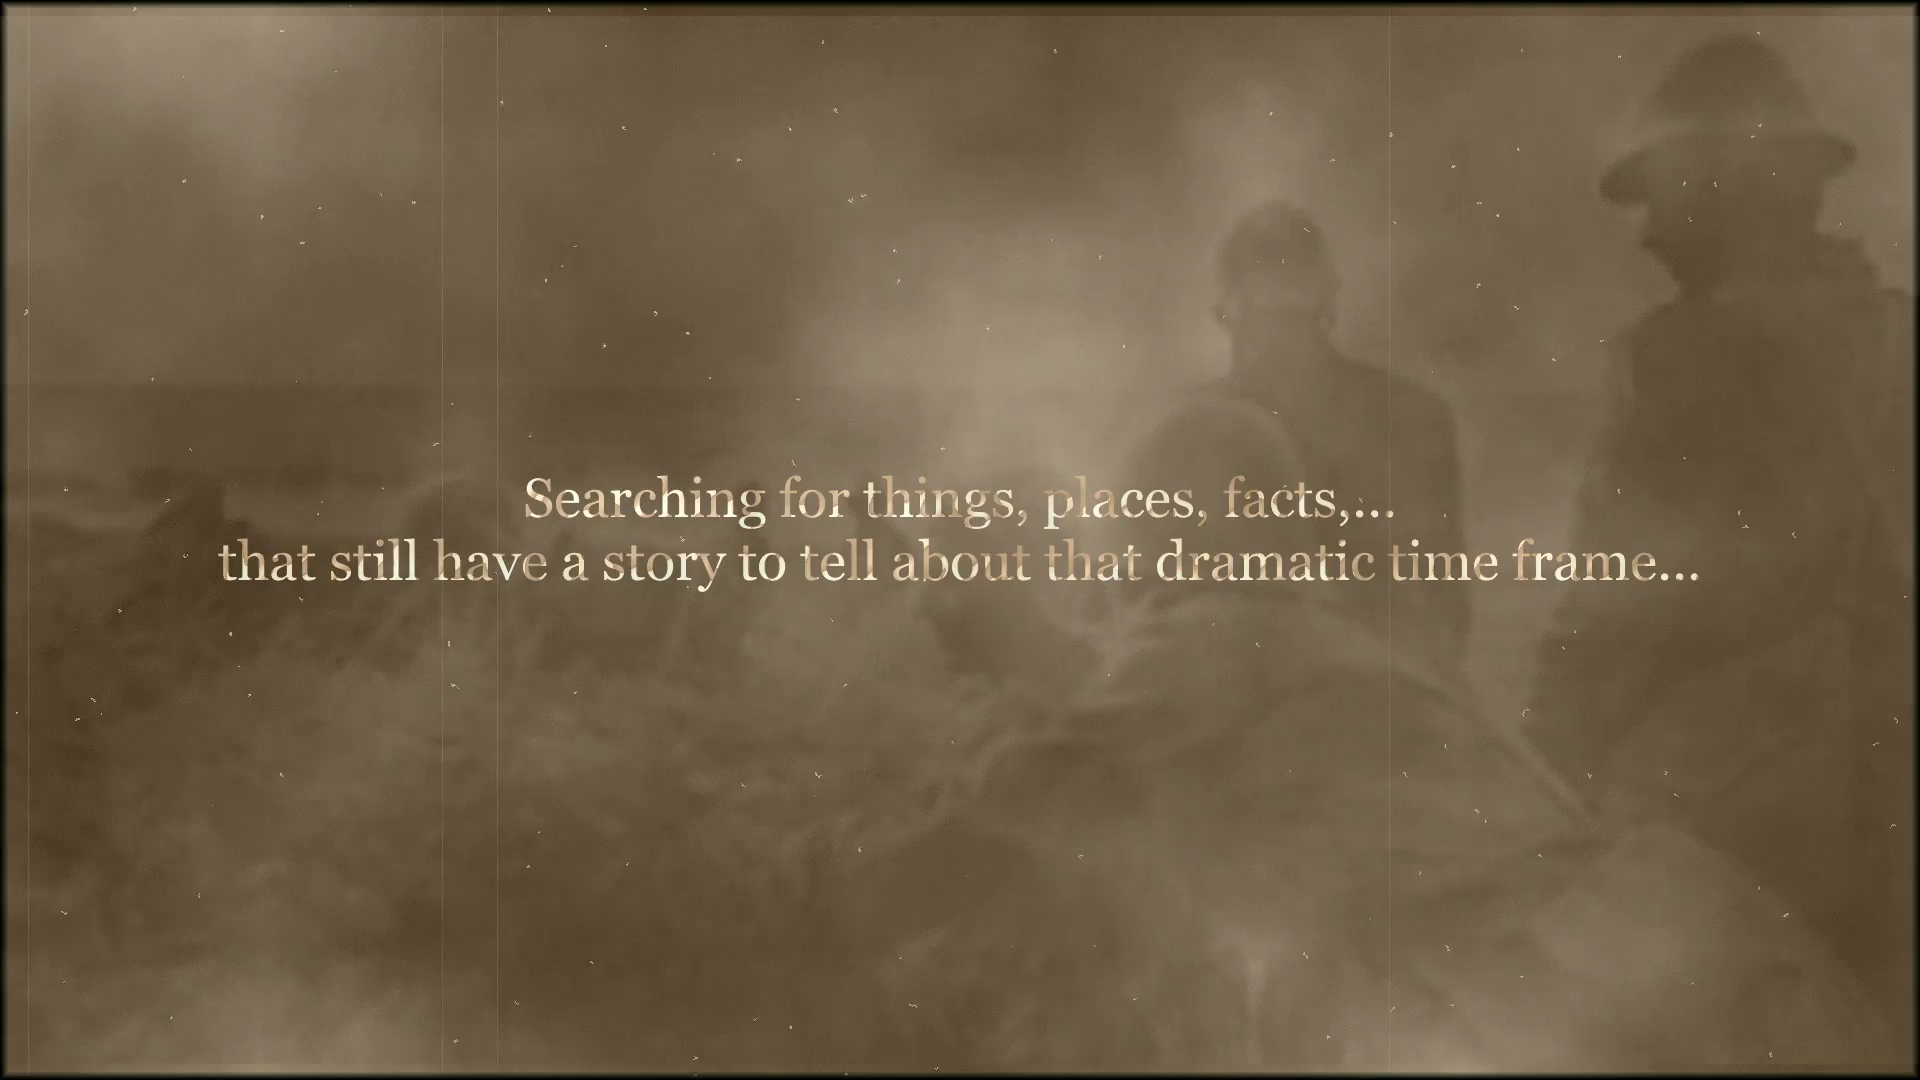 Searching for things, places, facts,...
that still have a story to tell about that dramatic time frame...